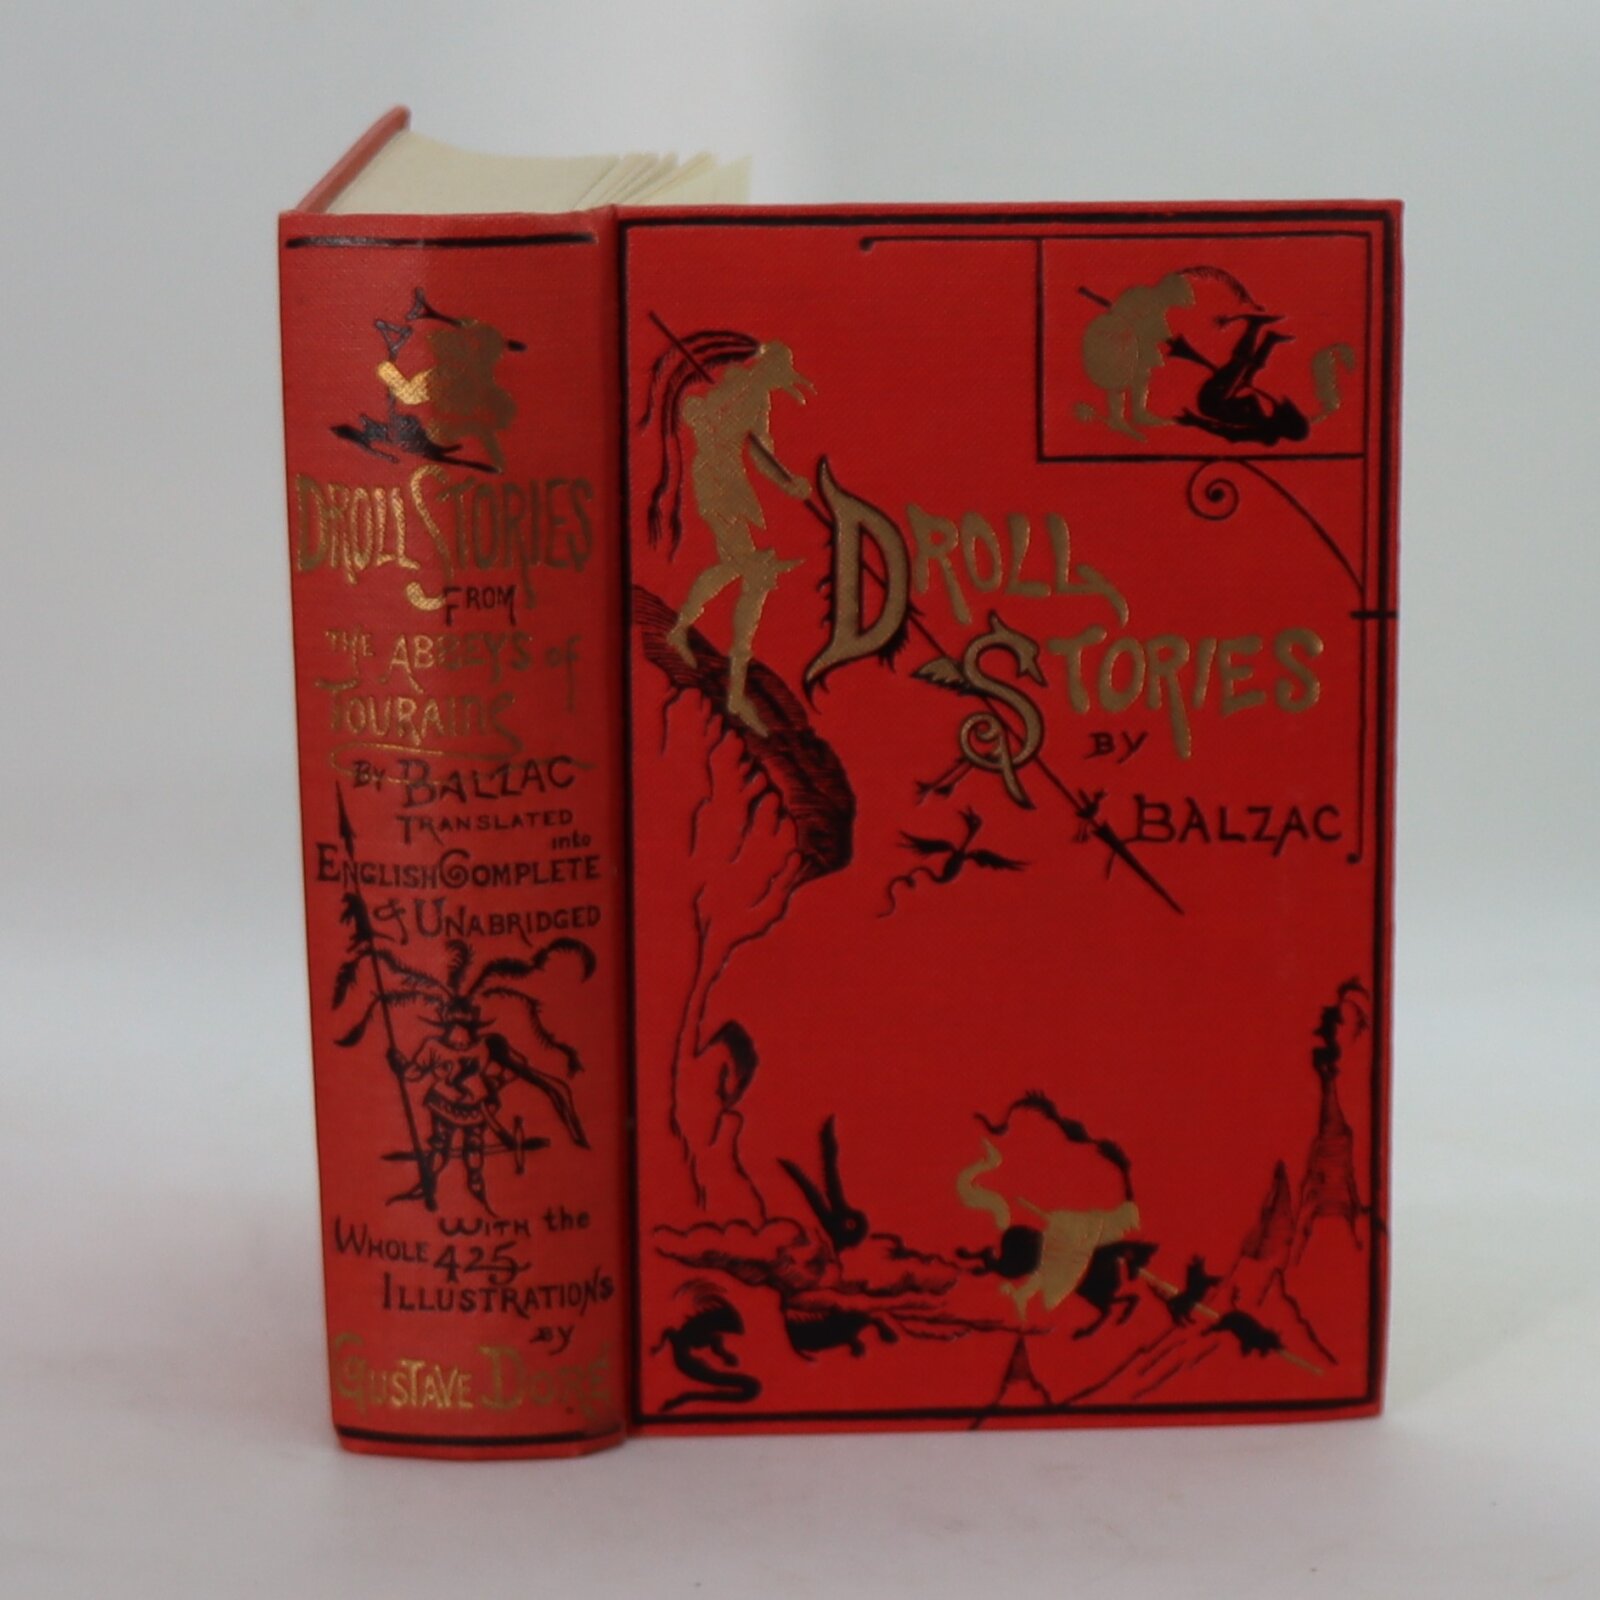 DROLL STORIES
FROM
THE ABBEYS of
TOURAINE
BY BALZAC
TRANSLATED
into
ENGLISH COMPLETE
& UNABRIDGED
WITH the
WHOLE 425
ILLUSTRATIONS
BY
GUSTAVE DORÉ
DROLL
STORIES
BY
BALZAC